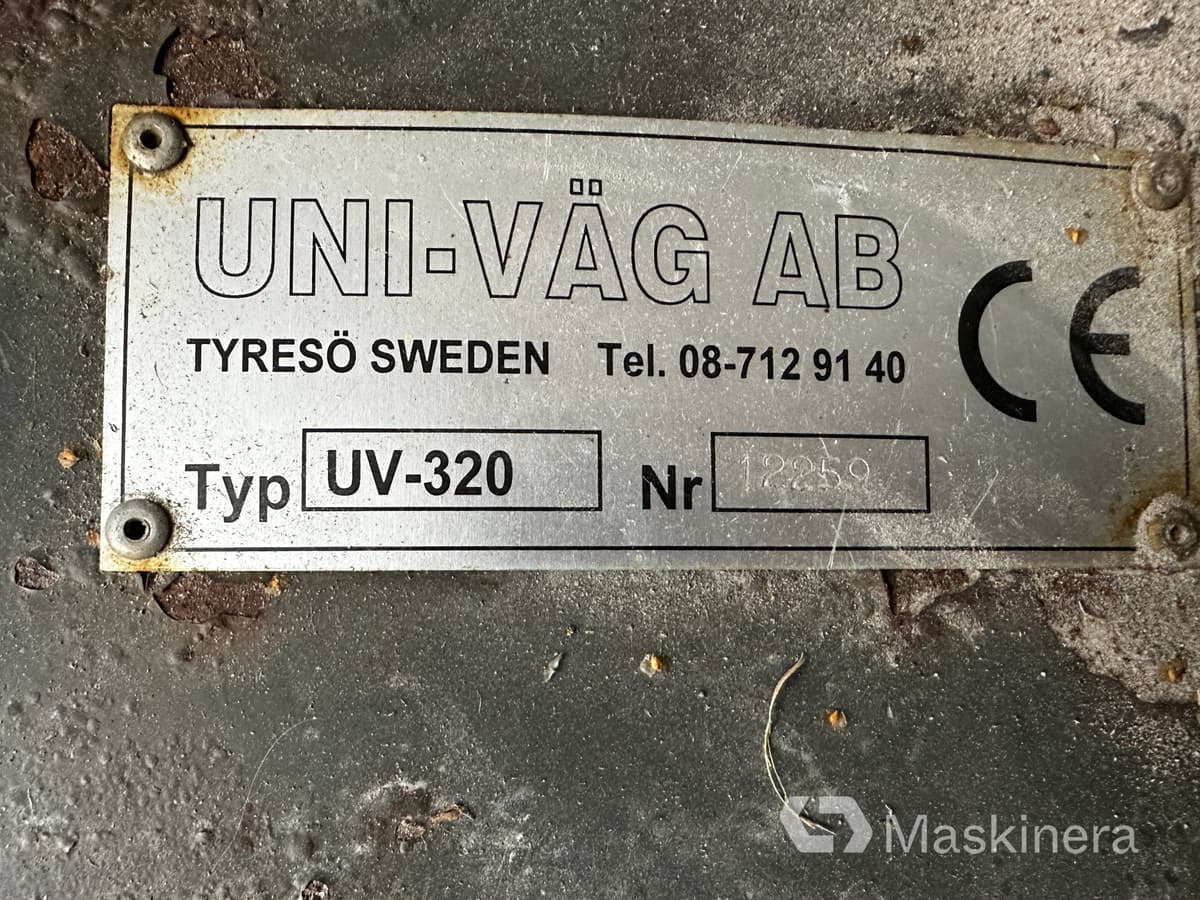 UNI-VÄG AB
TYRESÖ SWEDEN Tel. 08-712 91 40
CE
Typ UV-320 Nr 12259
Maskinera